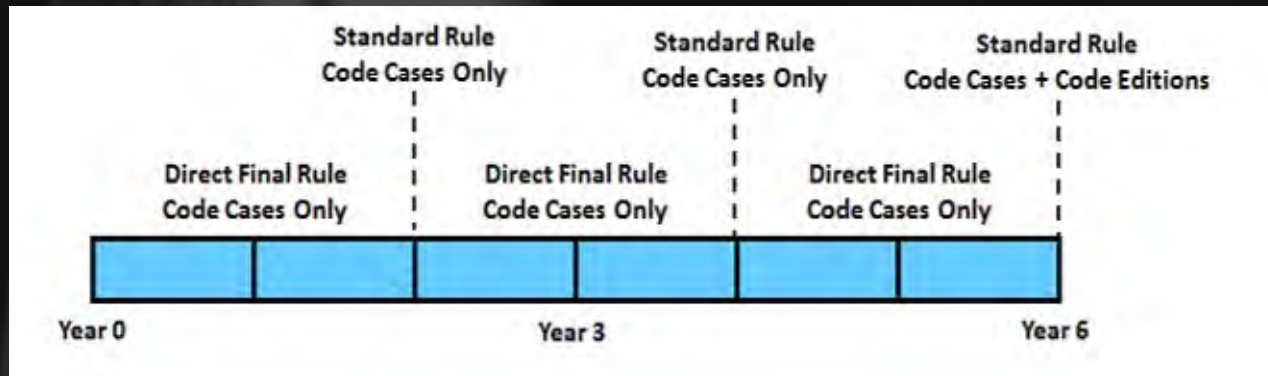 Standard Rule
Code Cases Only
Standard Rule
Code Cases Only
Standard Rule
Code Cases + Code Editions
Direct Final Rule
Code Cases Only
Direct Final Rule
Code Cases Only
Direct Final Rule
Code Cases Only
Year 0
Year 3
Year 6